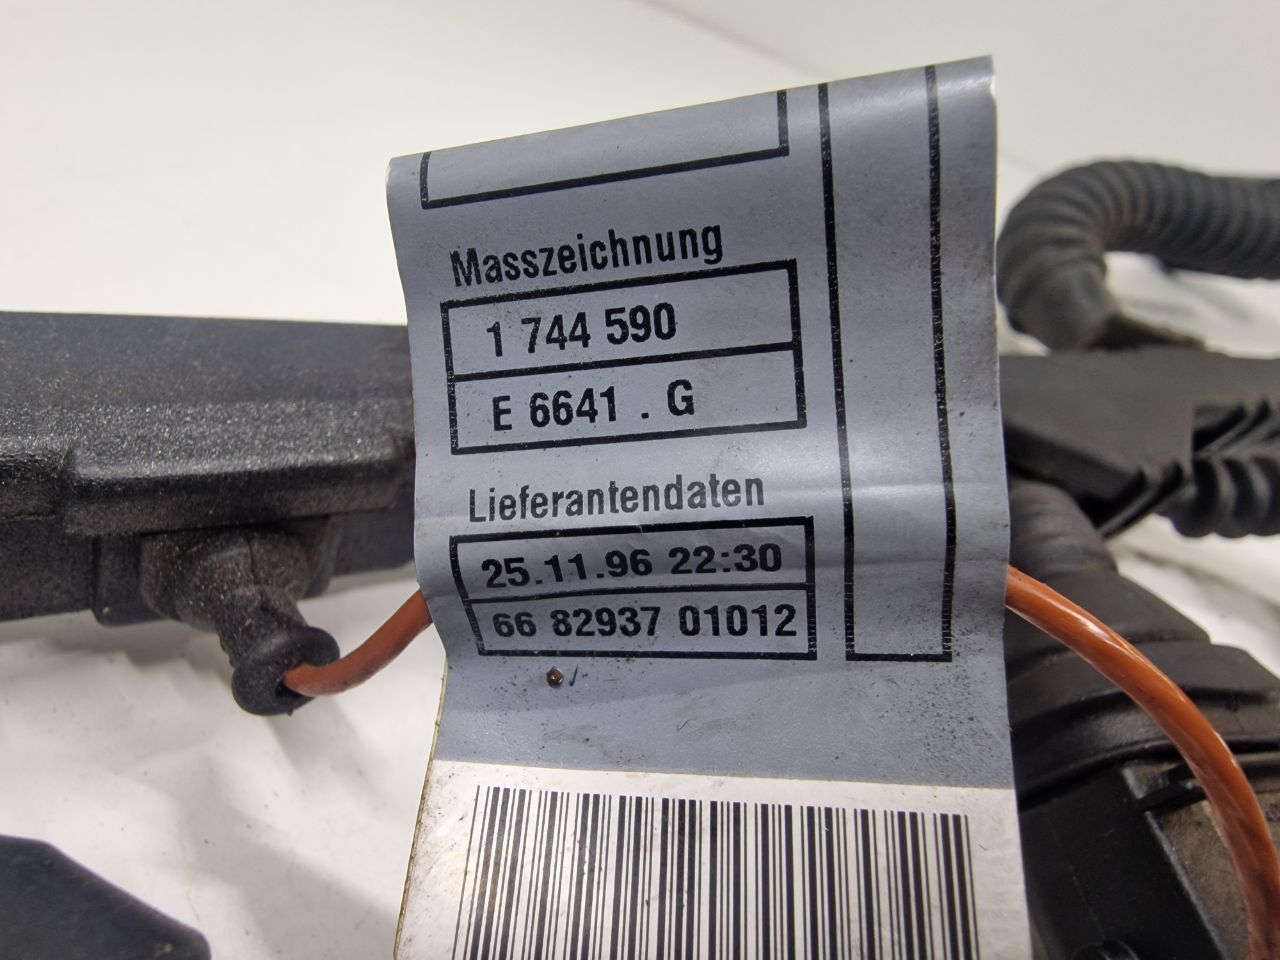 Masszeichnung
1 744 590
E 6641 . G
Lieferantendaten
25.11.96 22:30
66 82937 01012